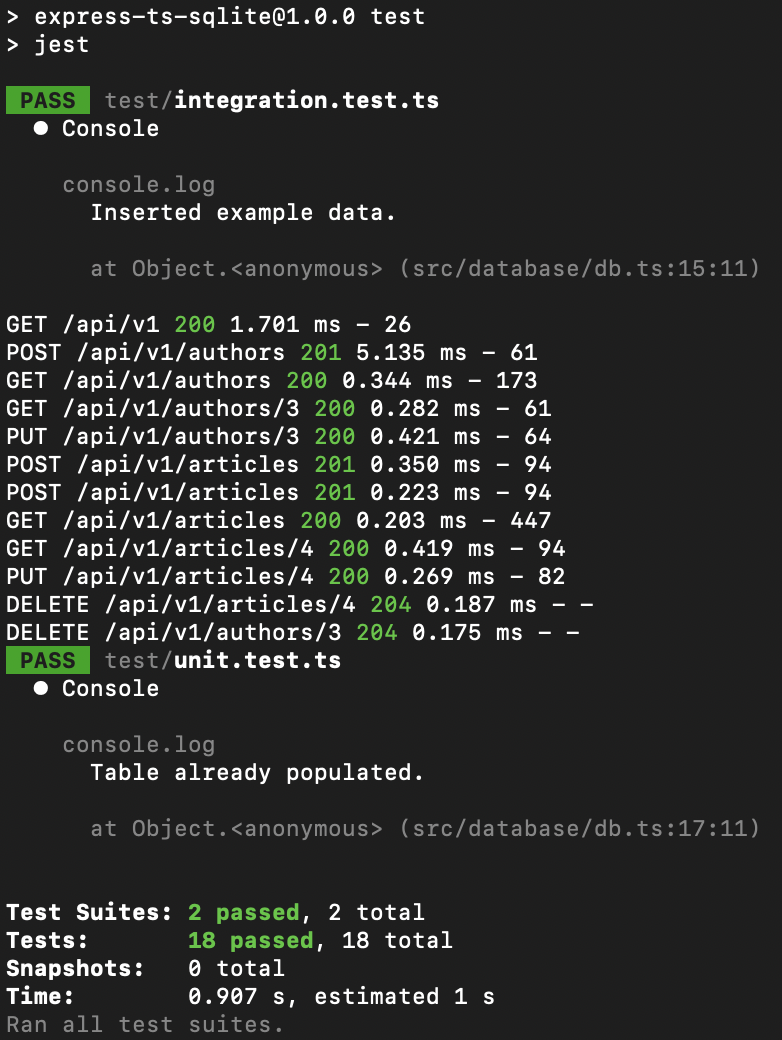 > express-ts-sqlite@1.0.0 test
> jest
PASS test/integration.test.ts
● Console
console.log
Inserted example data.
at Object.<anonymous> (src/database/db.ts:15:11)
GET /api/v1 200 1.701 ms - 26
POST /api/v1/authors 201 5.135 ms - 61
GET /api/v1/authors 200 0.344 ms - 173
GET /api/v1/authors/3 200 0.282 ms - 61
PUT /api/v1/authors/3 200 0.421 ms - 64
POST /api/v1/articles 201 0.350 ms - 94
POST /api/v1/articles 201 0.223 ms - 94
GET /api/v1/articles 200 0.203 ms - 447
GET /api/v1/articles/4 200 0.419 ms - 94
PUT /api/v1/articles/4 200 0.269 ms - 82
DELETE /api/v1/articles/4 204 0.187 ms - -
DELETE /api/v1/authors/3 204 0.175 ms - -
PASS test/unit.test.ts
● Console
console.log
Table already populated.
at Object.<anonymous> (src/database/db.ts:17:11)
Test Suites: 2 passed, 2 total
Tests: 18 passed, 18 total
Snapshots: 0 total
Time: 0.907 s, estimated 1 s
Ran all test suites.